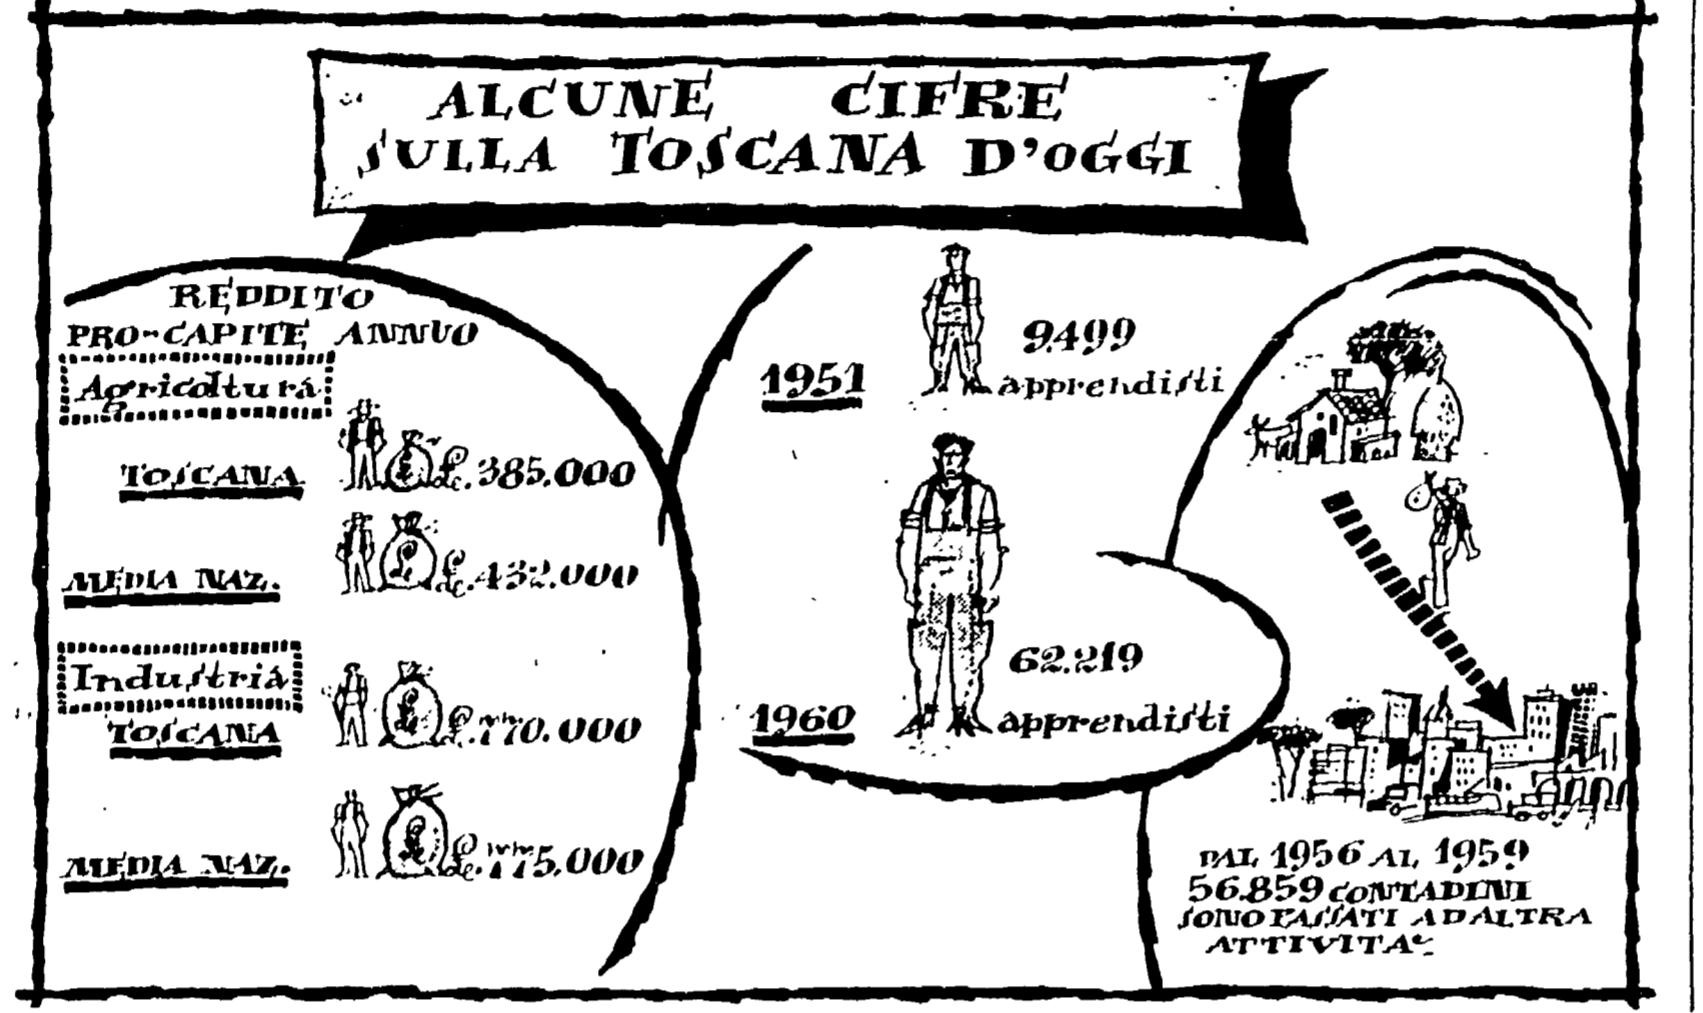 ALCUNE CIFRE
SULLA TOSCANA D'OGGI
REDDITO
PRO-CAPITE ANNUO
Agricoltura
TOSCANA £.385.000
MEDIA NAZ. £.432.000
Industria
TOSCANA £.770.000
MEDIA NAZ. £.775.000
1951 9.499
apprendisti
1960 62.219
apprendisti
DAL 1956 AL 1959
56.859 CONTADINI
SONO PASSATI AD ALTRA
ATTIVITA'